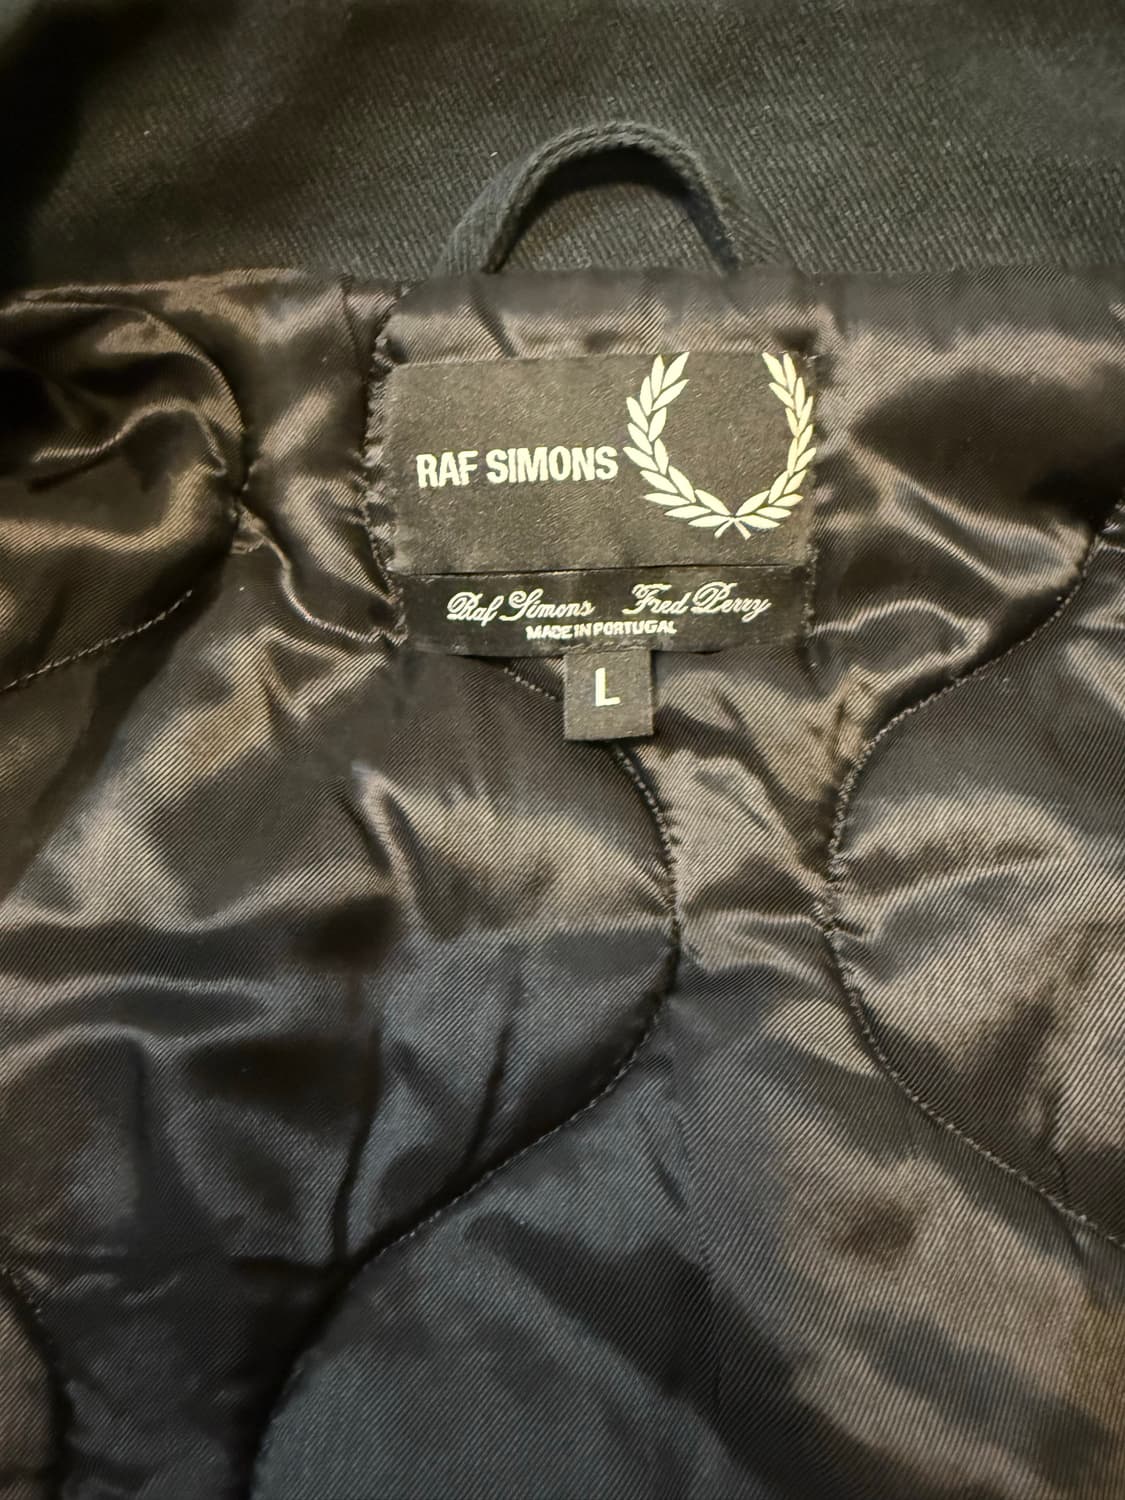 RAF SIMONS
Raf Simons Fred Perry
MADE IN PORTUGAL
L